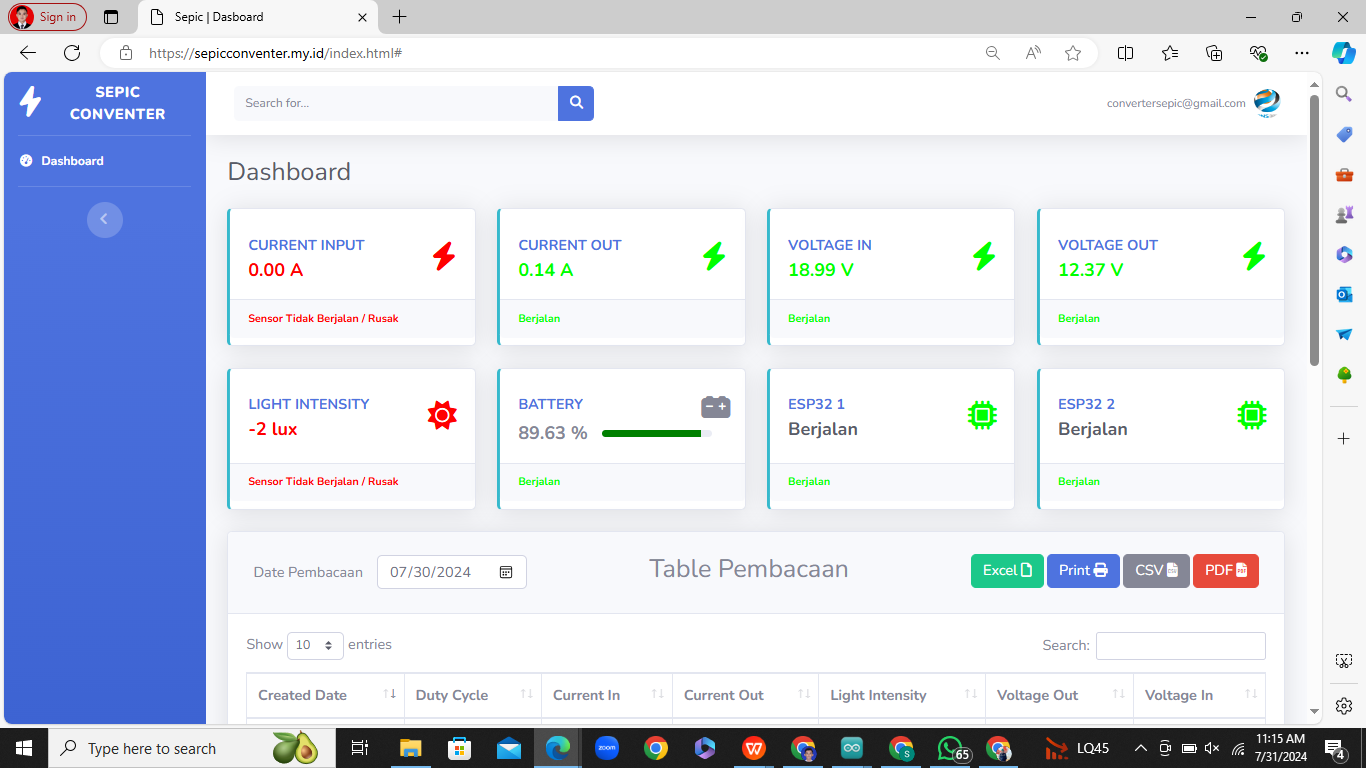 Sign in
Sepic | Dasboard
https://sepicconventer.my.id/index.html#
SEPIC
CONVENTER
Dashboard
Search for...
convertersepic@gmail.com
Dashboard
CURRENT INPUT
0.00 A
Sensor Tidak Berjalan / Rusak
CURRENT OUT
0.14 A
Berjalan
VOLTAGE IN
18.99 V
Berjalan
VOLTAGE OUT
12.37 V
Berjalan
LIGHT INTENSITY
-2 lux
Sensor Tidak Berjalan / Rusak
BATTERY
89.63 %
Berjalan
ESP32 1
Berjalan
Berjalan
ESP32 2
Berjalan
Berjalan
Date Pembacaan 07/30/2024
Table Pembacaan
Excel Print CSV PDF
Show 10 entries
Search:
Created Date Duty Cycle Current In Current Out Light Intensity Voltage Out Voltage In
Type here to search
zoom
65
LQ45
11:15 AM
7/31/2024
4